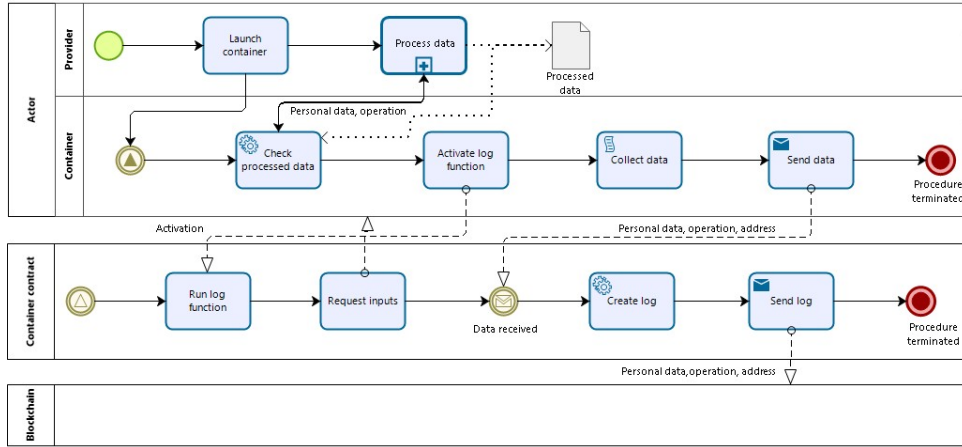 Actor
Provider
Launch
container
Process data
Processed
data
Personal data, operation
Container
Check
processed data
Activate log
function
Collect data
Send data
Procedure
terminated
Activation
Personal data, operation, address
Container contract
Run log
function
Request inputs
Data received
Create log
Send log
Procedure
terminated
Personal data,operation, address
Blockchain